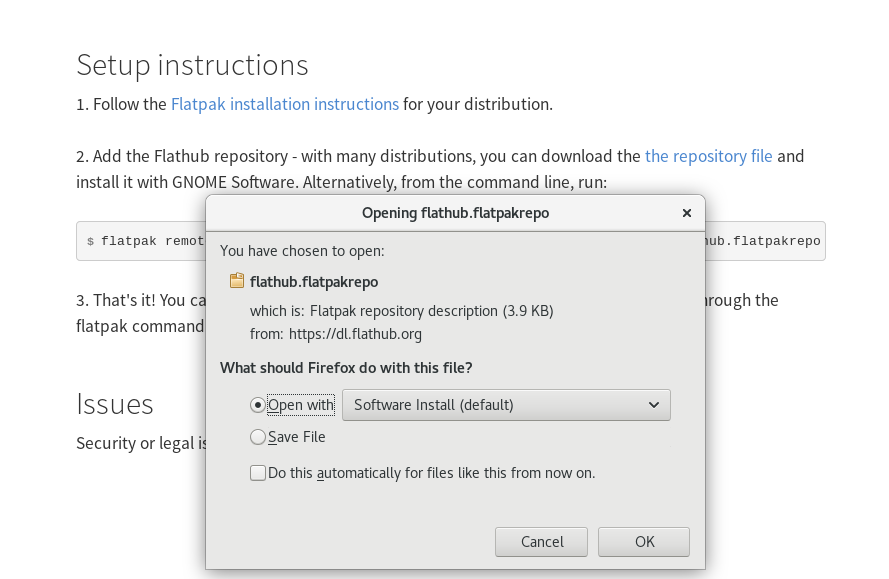 Setup instructions
1. Follow the Flatpak installation instructions for your distribution.
2. Add the Flathub repository - with many distributions, you can download the the repository file and
install it with GNOME Software. Alternatively, from the command line, run:
$ flatpak remot
hub.flatpakrepo
3. That's it! You ca
hrough the
flatpak command
Issues
Security or legal is
Opening flathub.flatpakrepo
You have chosen to open:
flathub.flatpakrepo
which is: Flatpak repository description (3.9 KB)
from: https://dl.flathub.org
What should Firefox do with this file?
Open with Software Install (default)
Save File
Do this automatically for files like this from now on.
Cancel OK